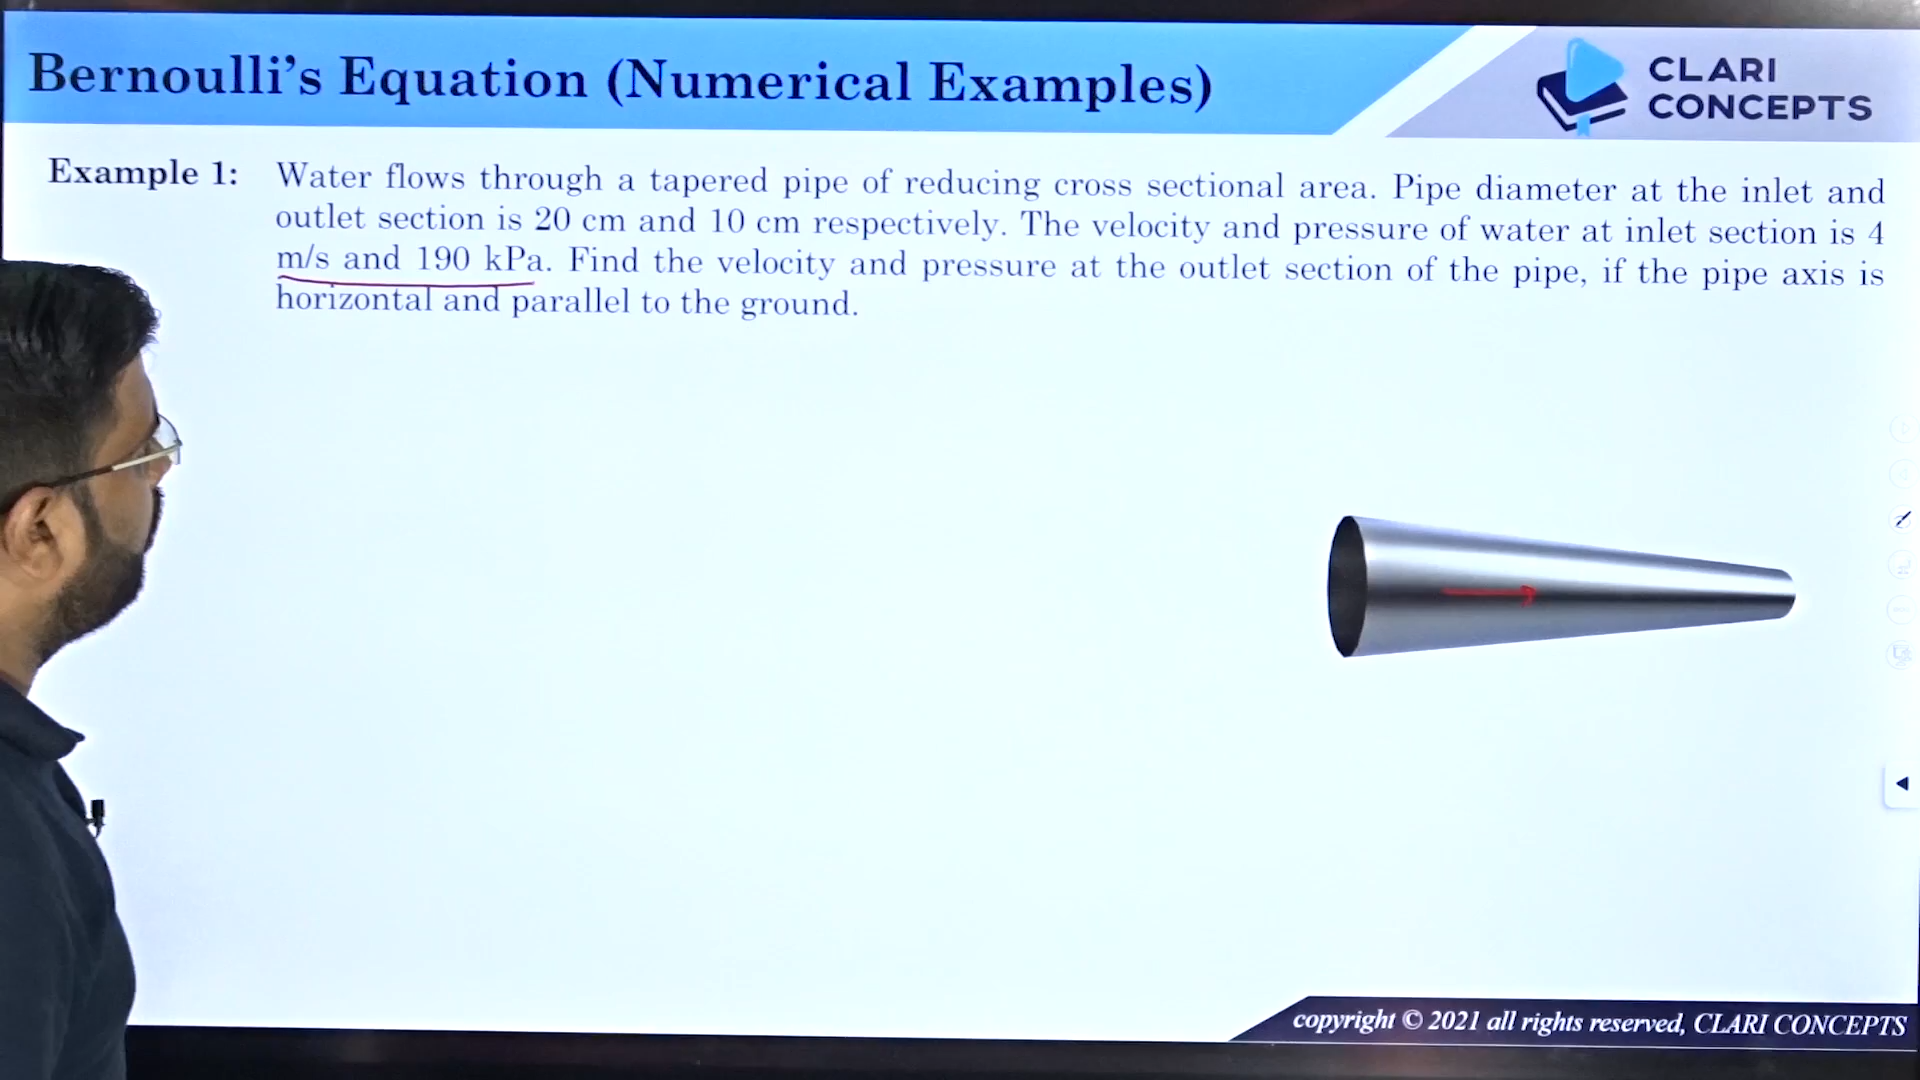 Bernoulli's Equation (Numerical Examples)
CLARI
CONCEPTS
Example 1: Water flows through a tapered pipe of reducing cross sectional area. Pipe diameter at the inlet and
outlet section is 20 cm and 10 cm respectively. The velocity and pressure of water at inlet section is 4
m/s and 190 kPa. Find the velocity and pressure at the outlet section of the pipe, if the pipe axis is
horizontal and parallel to the ground.
copyright © 2021 all rights reserved, CLARI CONCEPTS